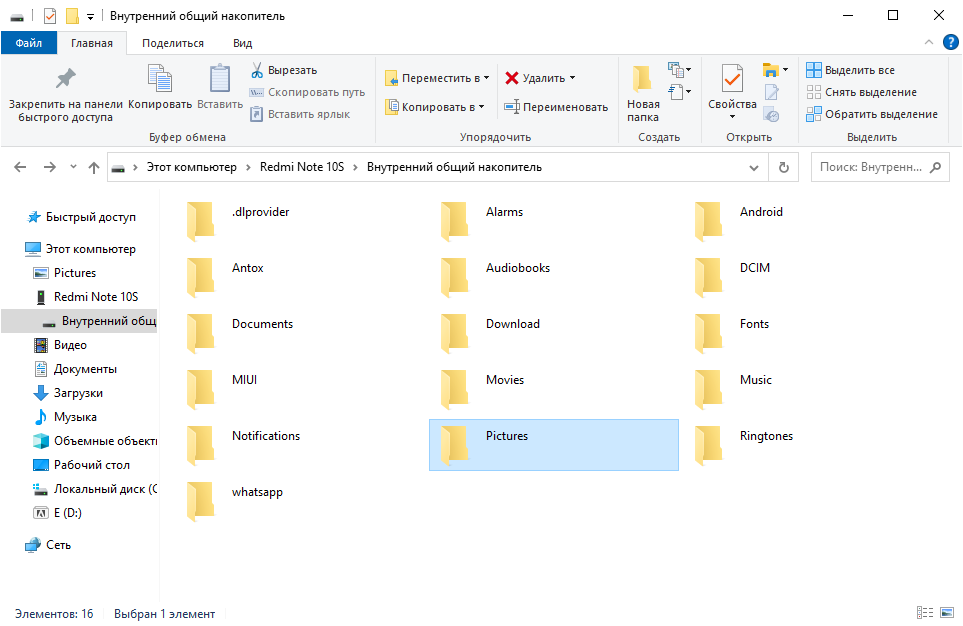 Внутренний общий накопитель
Файл Главная Поделиться Вид
Закрепить на панели быстрого доступа
Копировать
Вставить
Вырезать
Скопировать путь
Вставить ярлык
Буфер обмена
Переместить в
Копировать в
Удалить
Переименовать
Упорядочить
Новая папка
Создать
Свойства
Открыть
Выделить все
Снять выделение
Обратить выделение
Выделить
Этот компьютер > Redmi Note 10S > Внутренний общий накопитель
Поиск: Внутренн...
Быстрый доступ
Этот компьютер
Pictures
Redmi Note 10S
Внутренний общ
Видео
Документы
Загрузки
Музыка
Объемные объекты
Рабочий стол
Локальный диск (C
E (D:)
Сеть
.dlprovider Alarms Android
Antox Audiobooks DCIM
Documents Download Fonts
MIUI Movies Music
Notifications Pictures Ringtones
whatsapp
Элементов: 16 Выбран 1 элемент